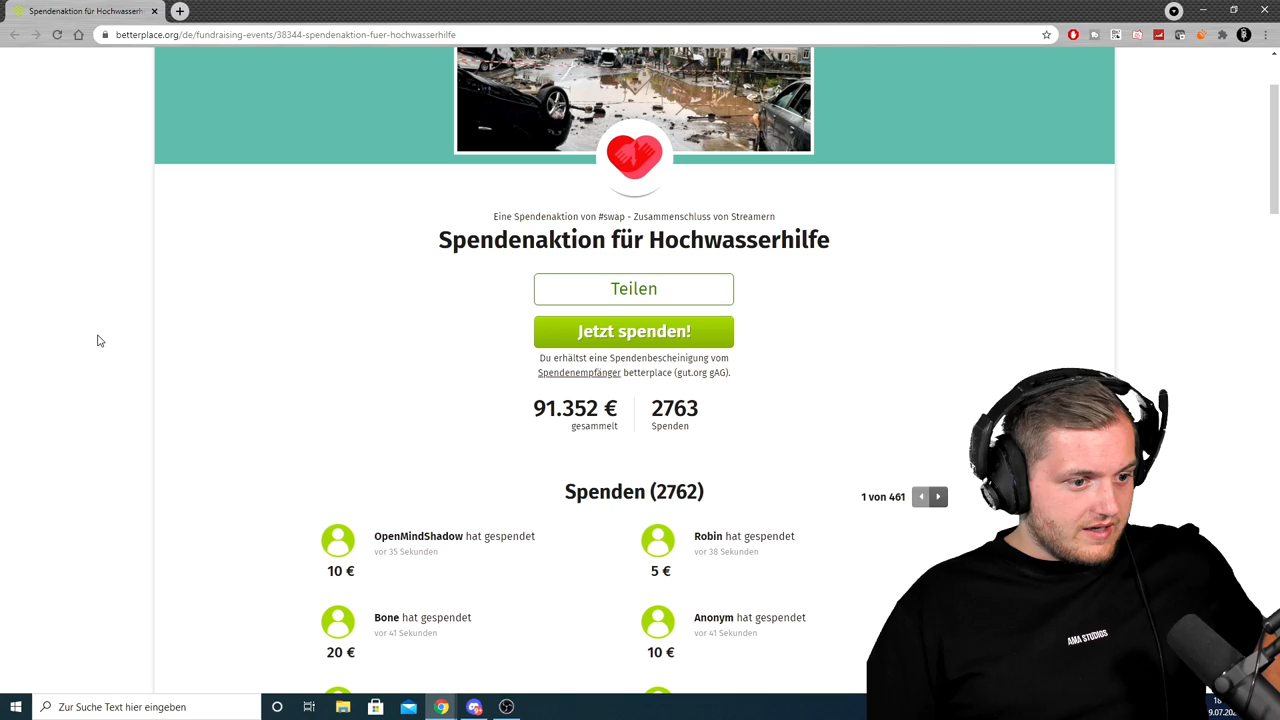 Spendenaktion für Hochwasserhilfe
betterplace.org/de/fundraising-events/38344-spendenaktion-fuer-hochwasserhilfe
Eine Spendenaktion von #swap - Zusammenschluss von Streamern
Spendenaktion für Hochwasserhilfe
Teilen
Jetzt spenden!
Du erhältst eine Spendenbescheinigung vom
Spendenempfänger betterplace (gut.org gAG).
91.352 € 2763
gesammelt Spenden
Spenden (2762) 1 von 461
OpenMindShadow hat gespendet
vor 35 Sekunden
10 €
Robin hat gespendet
vor 38 Sekunden
5 €
Bone hat gespendet
vor 41 Sekunden
20 €
Anonym hat gespendet
vor 41 Sekunden
10 €
AMA STUDIOS
Zur Suche Text hier eingeben